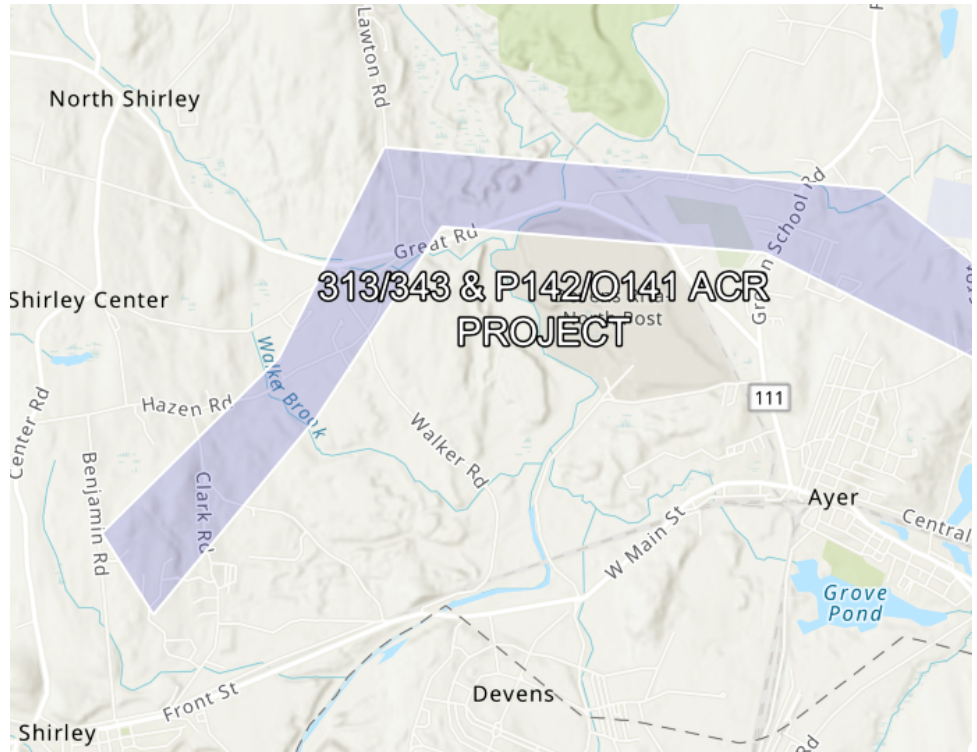 Lawton Rd
North Shirley
Great Rd
School Rd
Shirley Center
313/343 & P142/O141 ACR
PROJECT
North Post
Walker Brook
Hazen Rd
111
Center Rd
Walker Rd
Benjamin Rd
Clark Rd
Ayer
W Main St
Central
Grove
Pond
Devens
Front St
Shirley
Rd